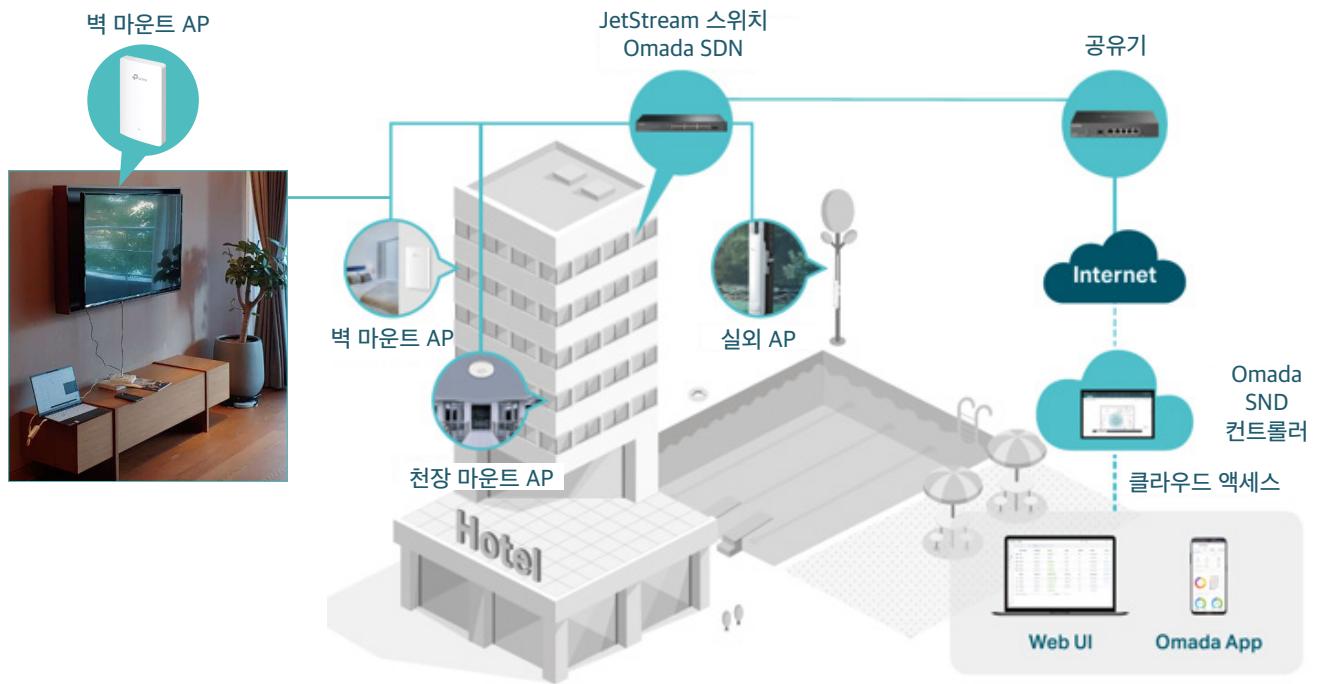 벽 마운트 AP
JetStream 스위치
Omada SDN
공유기
벽 마운트 AP
실외 AP
Internet
Omada
SND
컨트롤러
천장 마운트 AP
클라우드 액세스
Hotel
Web UI
Omada App